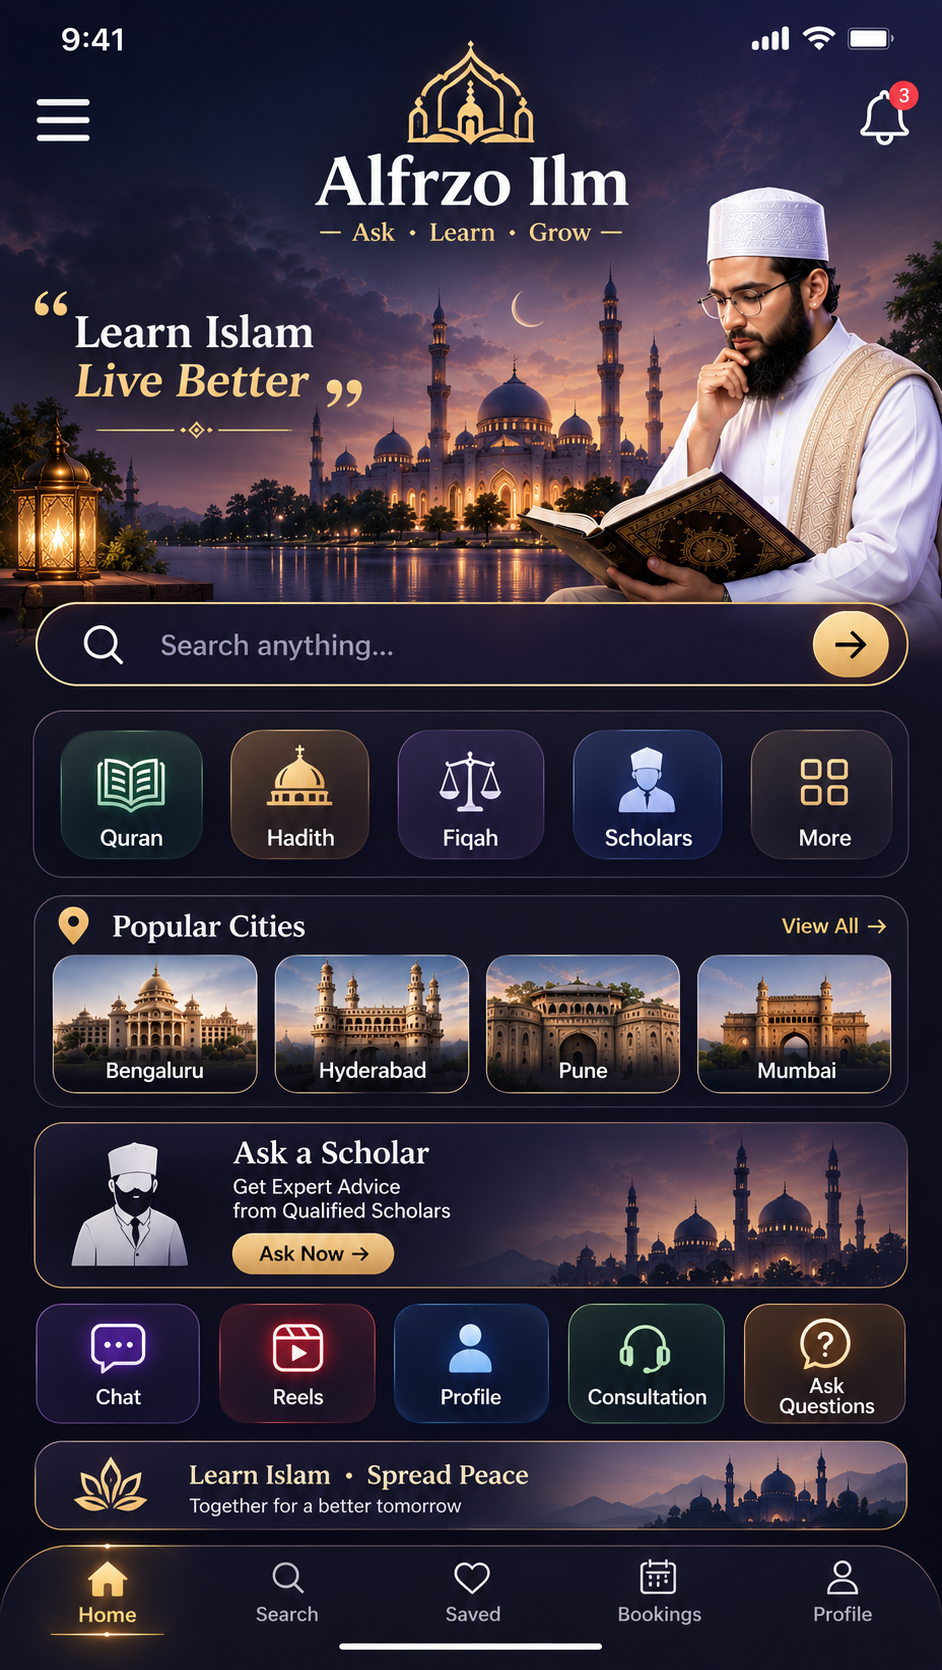 9:41
3
Alfrzo Ilm
— Ask • Learn • Grow —
“Learn Islam
Live Better”
Search anything...
Quran
Hadith
Fiqah
Scholars
More
Popular Cities
View All →
Bengaluru
Hyderabad
Pune
Mumbai
Ask a Scholar
Get Expert Advice
from Qualified Scholars
Ask Now →
Chat
Reels
Profile
Consultation
?
Ask
Questions
Learn Islam • Spread Peace
Together for a better tomorrow
Home
Search
Saved
Bookings
Profile